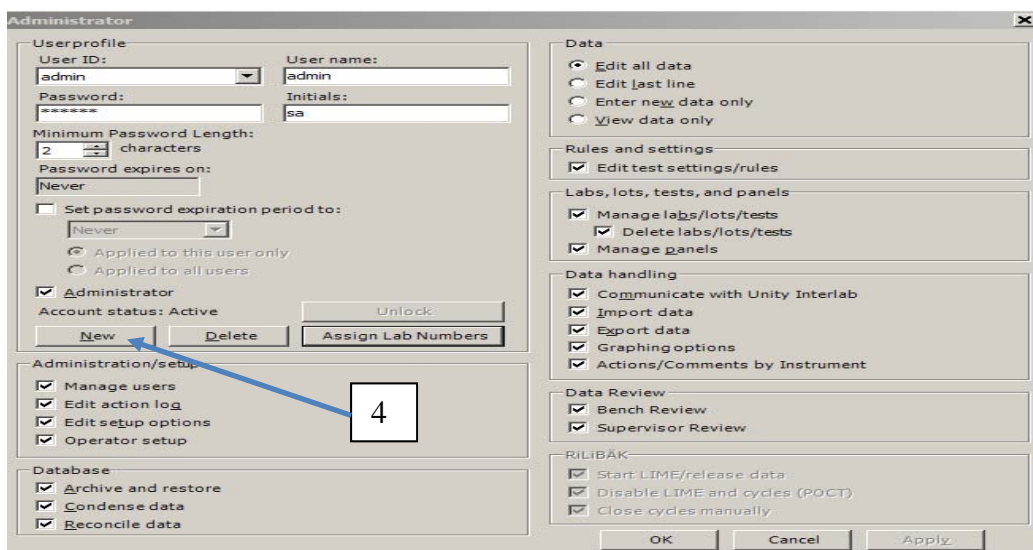 Administrator
Userprofile
User ID:
User name:
admin
admin
Password:
Initials:
******
sa
Minimum Password Length:
2 characters
Password expires on:
Never
Set password expiration period to:
Never
Applied to this user only
Applied to all users
Administrator
Account status: Active
Unlock
New
Delete
Assign Lab Numbers
Administration/setup
Manage users
Edit action log
Edit setup options
Operator setup
4
Database
Archive and restore
Condense data
Reconcile data
Data
Edit all data
Edit last line
Enter new data only
View data only
Rules and settings
Edit test settings/rules
Labs, lots, tests, and panels
Manage labs/lots/tests
Delete labs/lots/tests
Manage panels
Data handling
Communicate with Unity Interlab
Import data
Export data
Graphing options
Actions/Comments by Instrument
Data Review
Bench Review
Supervisor Review
RiLiBÄK
Start LIME/release data
Disable LIME and cycles (POCT)
Close cycles manually
OK
Cancel
Apply